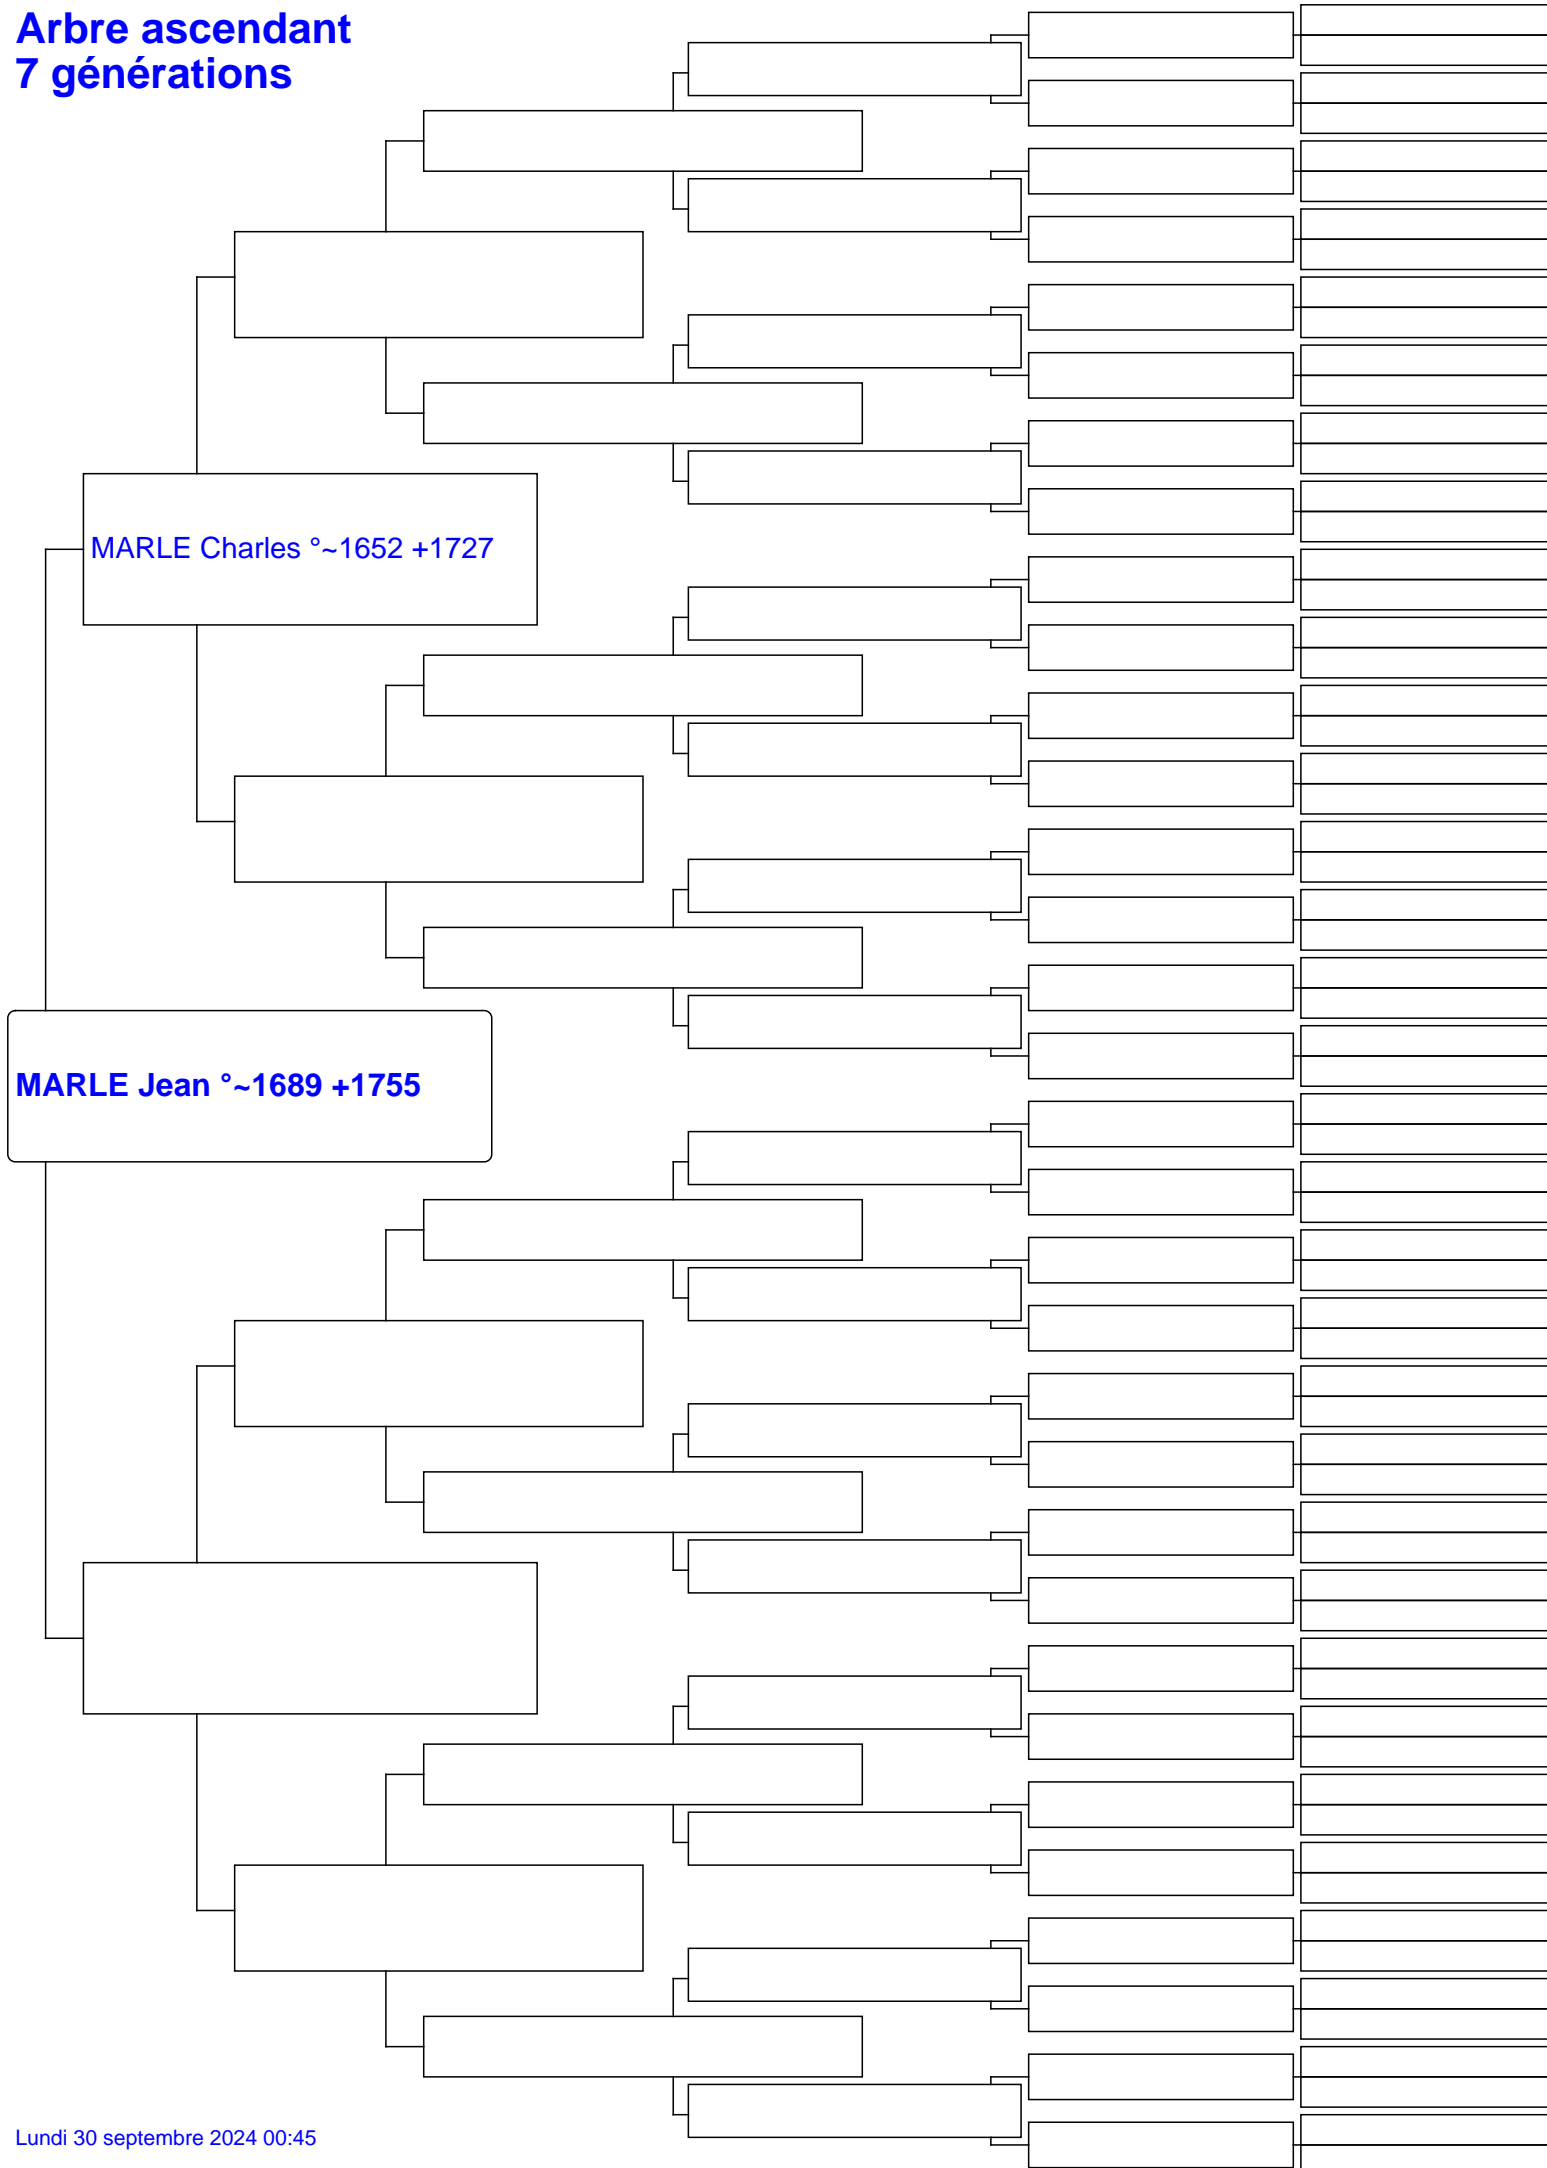 Arbre ascendant
7 générations
MARLE Charles °~1652 +1727
MARLE Jean °~1689 +1755
Lundi 30 septembre 2024 00:45